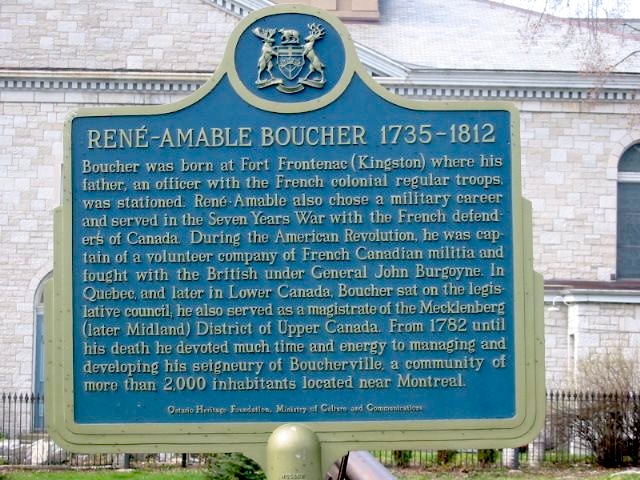 RENÉ-AMABLE BOUCHER 1735-1812
Boucher was born at Fort Frontenac (Kingston) where his
father, an officer with the French colonial regular troops,
was stationed. René-Amable also chose a military career
and served in the Seven Years War with the French defend-
ers of Canada. During the American Revolution, he was cap-
tain of a volunteer company of French Canadian militia and
fought with the British under General John Burgoyne. In
Quebec, and later in Lower Canada, Boucher sat on the legis-
lative council; he also served as a magistrate of the Mecklenberg
(later Midland) District of Upper Canada. From 1782 until
his death he devoted much time and energy to managing and
developing his seigneury of Boucherville, a community of
more than 2,000 inhabitants located near Montreal.
Ontario Heritage Foundation, Ministry of Culture and Communications